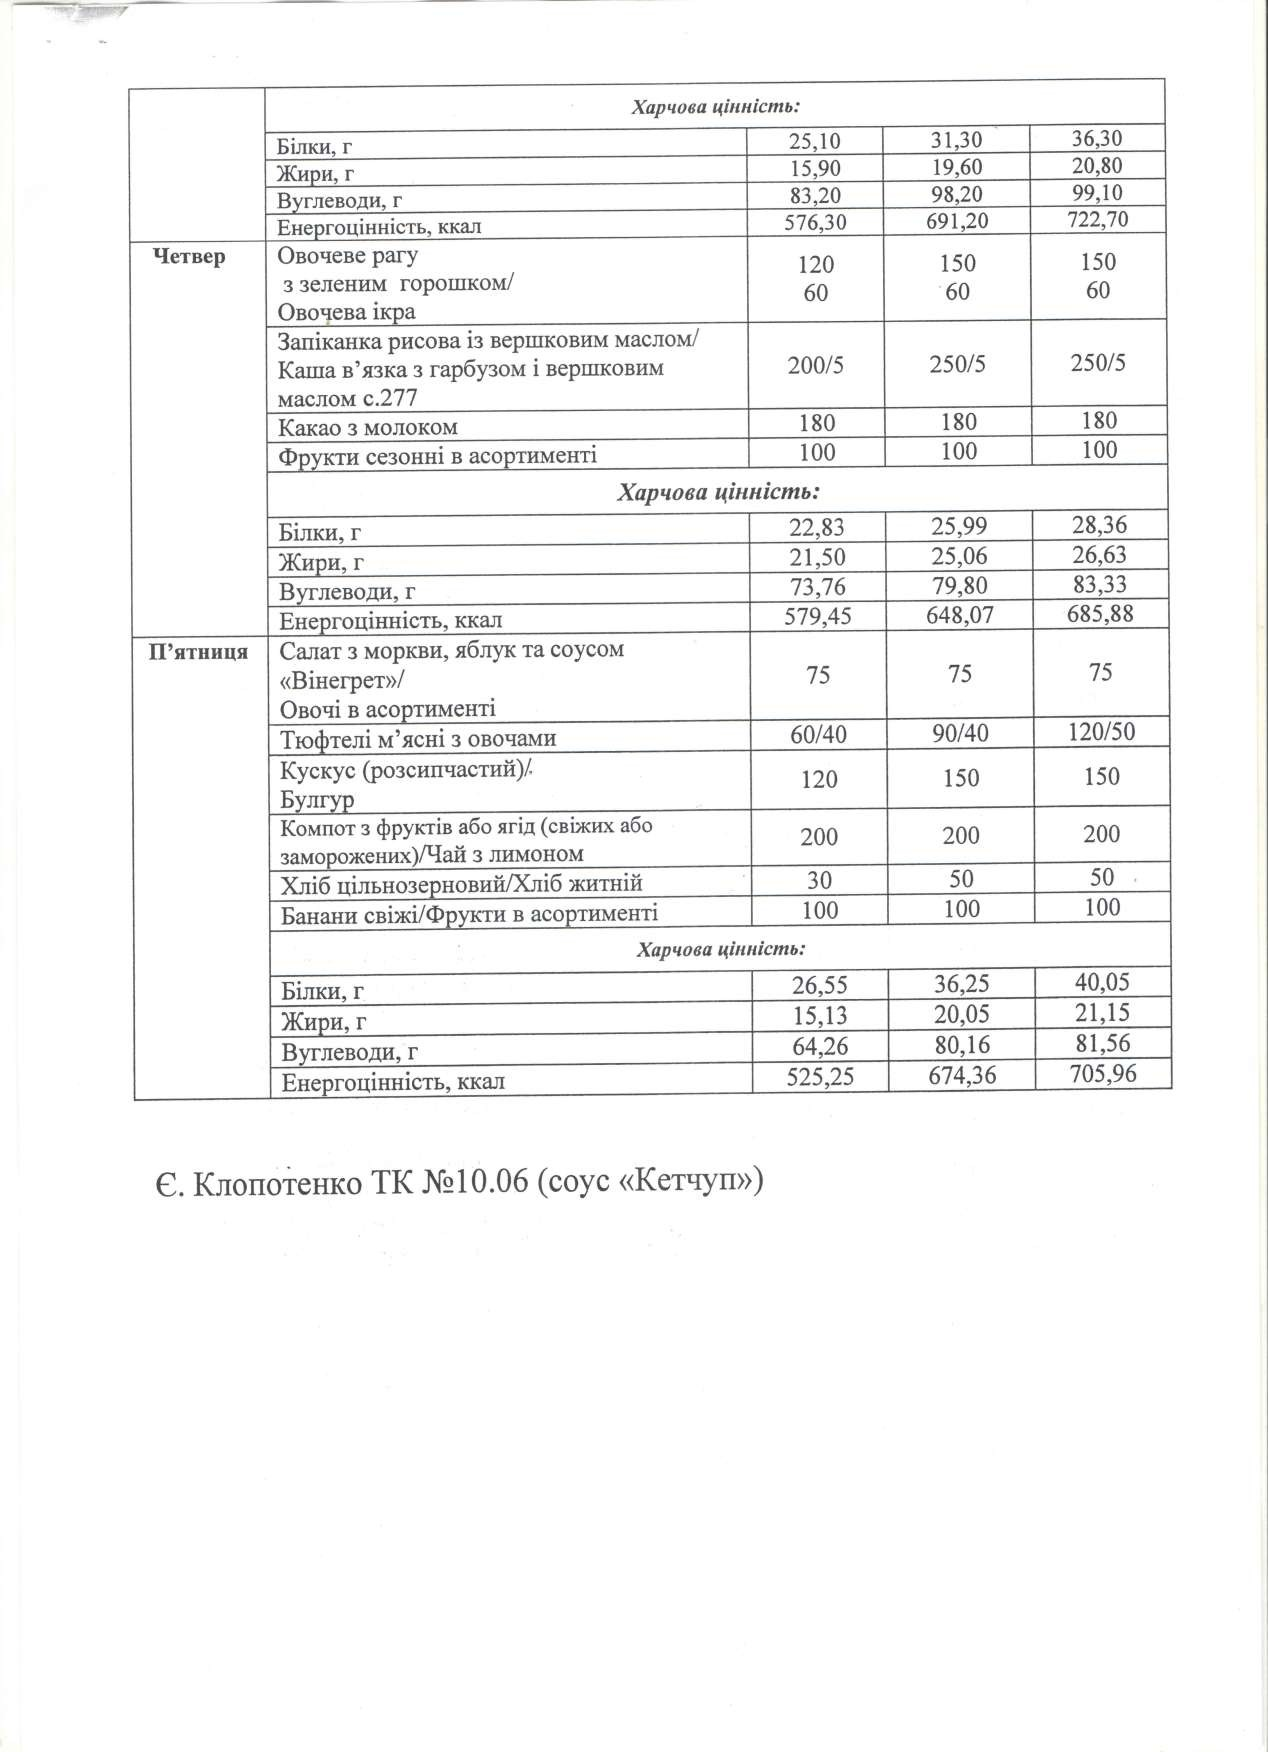 Харчова цінність:
Білки, г 25,10 31,30 36,30
Жири, г 15,90 19,60 20,80
Вуглеводи, г 83,20 98,20 99,10
Енергоцінність, ккал 576,30 691,20 722,70
Четвер Овочеве рагу
з зеленим горошком/ 120 150 150
Овочева ікра 60 60 60
Запіканка рисова із вершковим маслом/
Каша в’язка з гарбузом і вершковим 200/5 250/5 250/5
маслом с.277
Какао з молоком 180 180 180
Фрукти сезонні в асортименті 100 100 100
Харчова цінність:
Білки, г 22,83 25,99 28,36
Жири, г 21,50 25,06 26,63
Вуглеводи, г 73,76 79,80 83,33
Енергоцінність, ккал 579,45 648,07 685,88
П’ятниця Салат з моркви, яблук та соусом
«Вінегрет»/ 75 75 75
Овочі в асортименті
Тюфтелі м’ясні з овочами 60/40 90/40 120/50
Кускус (розсипчастий)/ 120 150 150
Булгур
Компот з фруктів або ягід (свіжих або 200 200 200
заморожених)/Чай з лимоном
Хліб цільнозерновий/Хліб житній 30 50 50
Банани свіжі/Фрукти в асортименті 100 100 100
Харчова цінність:
Білки, г 26,55 36,25 40,05
Жири, г 15,13 20,05 21,15
Вуглеводи, г 64,26 80,16 81,56
Енергоцінність, ккал 525,25 674,36 705,96
Є. Клопотенко ТК №10.06 (соус «Кетчуп»)